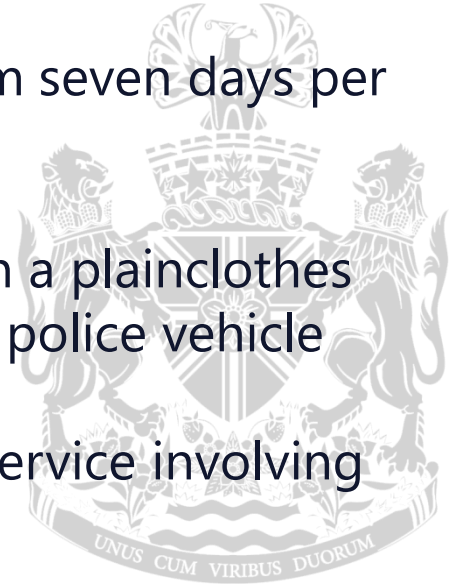 m seven days per
n a plainclothes
police vehicle
ervice involving
UNUS CUM VIRIBUS DUORUM